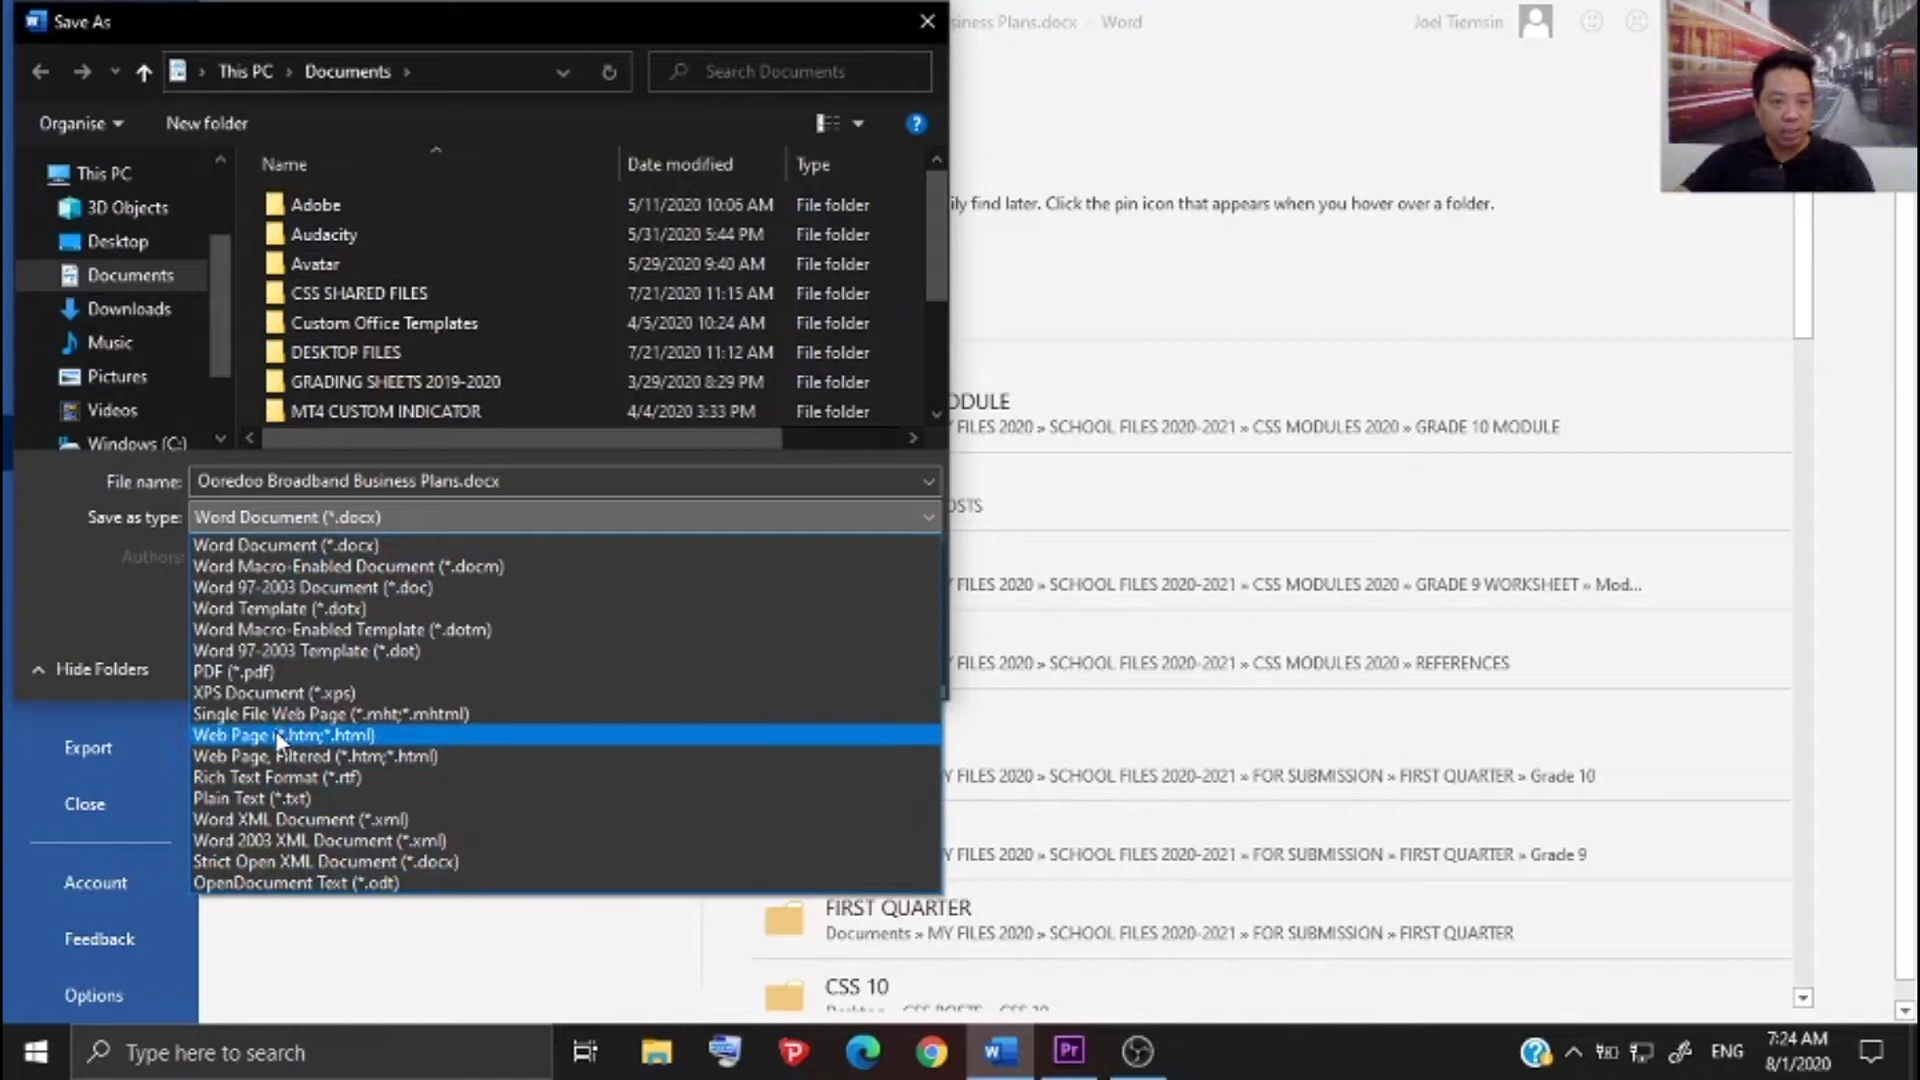 Save As
siness Plans.docx - Word
Joel Tiemsin
This PC > Documents >
Search Documents
Organise
New folder
ily find later. Click the pin icon that appears when you hover over a folder.
This PC
3D Objects
Desktop
Documents
Downloads
Music
Pictures
Videos
Windows (C:)
Name
Date modified
Type
Adobe 5/11/2020 10:06 AM File folder
Audacity 5/31/2020 5:44 PM File folder
Avatar 5/29/2020 9:40 AM File folder
CSS SHARED FILES 7/21/2020 11:15 AM File folder
Custom Office Templates 4/5/2020 10:24 AM File folder
DESKTOP FILES 7/21/2020 11:12 AM File folder
GRADING SHEETS 2019-2020 3/29/2020 8:29 PM File folder
MT4 CUSTOM INDICATOR 4/4/2020 3:33 PM File folder
File name: Ooredoo Broadband Business Plans.docx
Save as type: Word Document (*.docx)
Authors:
Word Document (*.docx)
Word Macro-Enabled Document (*.docm)
Word 97-2003 Document (*.doc)
Word Template (*.dotx)
Word Macro-Enabled Template (*.dotm)
Word 97-2003 Template (*.dot)
PDF (*.pdf)
XPS Document (*.xps)
Single File Web Page (*.mht;*.mhtml)
Web Page (*.htm;*.html)
Web Page, Filtered (*.htm;*.html)
Rich Text Format (*.rtf)
Plain Text (*.txt)
Word XML Document (*.xml)
Word 2003 XML Document (*.xml)
Strict Open XML Document (*.docx)
OpenDocument Text (*.odt)
Hide Folders
Export
Close
Account
Feedback
Options
ODULE
Y FILES 2020 » SCHOOL FILES 2020-2021 » CSS MODULES 2020 » GRADE 10 MODULE
OSTS
Y FILES 2020 » SCHOOL FILES 2020-2021 » CSS MODULES 2020 » GRADE 9 WORKSHEET » Mod...
Y FILES 2020 » SCHOOL FILES 2020-2021 » CSS MODULES 2020 » REFERENCES
Y FILES 2020 » SCHOOL FILES 2020-2021 » FOR SUBMISSION » FIRST QUARTER » Grade 10
Y FILES 2020 » SCHOOL FILES 2020-2021 » FOR SUBMISSION » FIRST QUARTER » Grade 9
FIRST QUARTER
Documents » MY FILES 2020 » SCHOOL FILES 2020-2021 » FOR SUBMISSION » FIRST QUARTER
CSS 10
Desktop » CSS POSTS » CSS 10
Type here to search
Pr
ENG
7:24 AM
8/1/2020